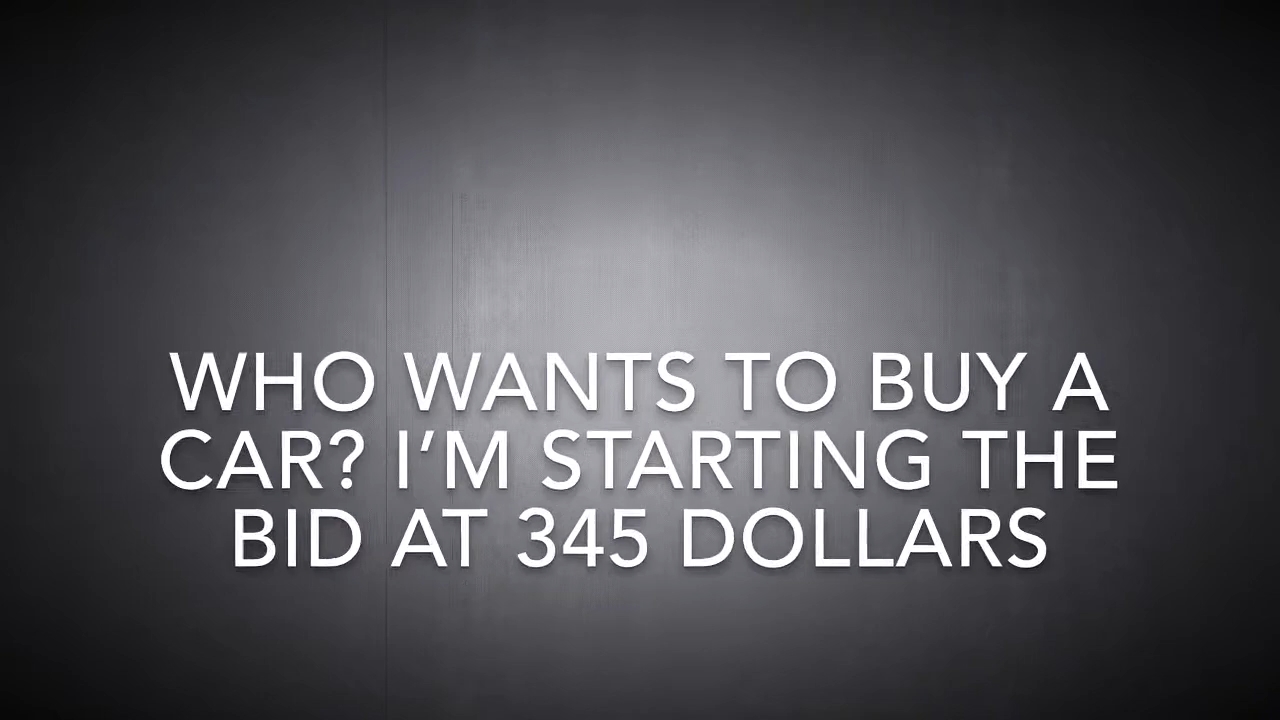 WHO WANTS TO BUY A
CAR? I’M STARTING THE
BID AT 345 DOLLARS